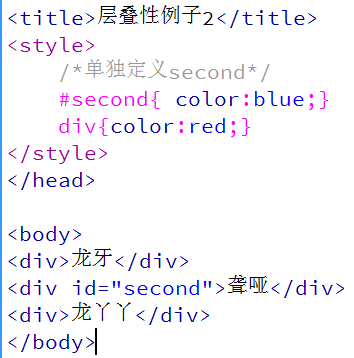 <title>层叠性例子2</title>
<style>
/*单独定义second*/
#second{ color:blue;}
div{color:red;}
</style>
</head>
<body>
<div>龙牙</div>
<div id="second">聋哑</div>
<div>龙丫丫</div>
</body>